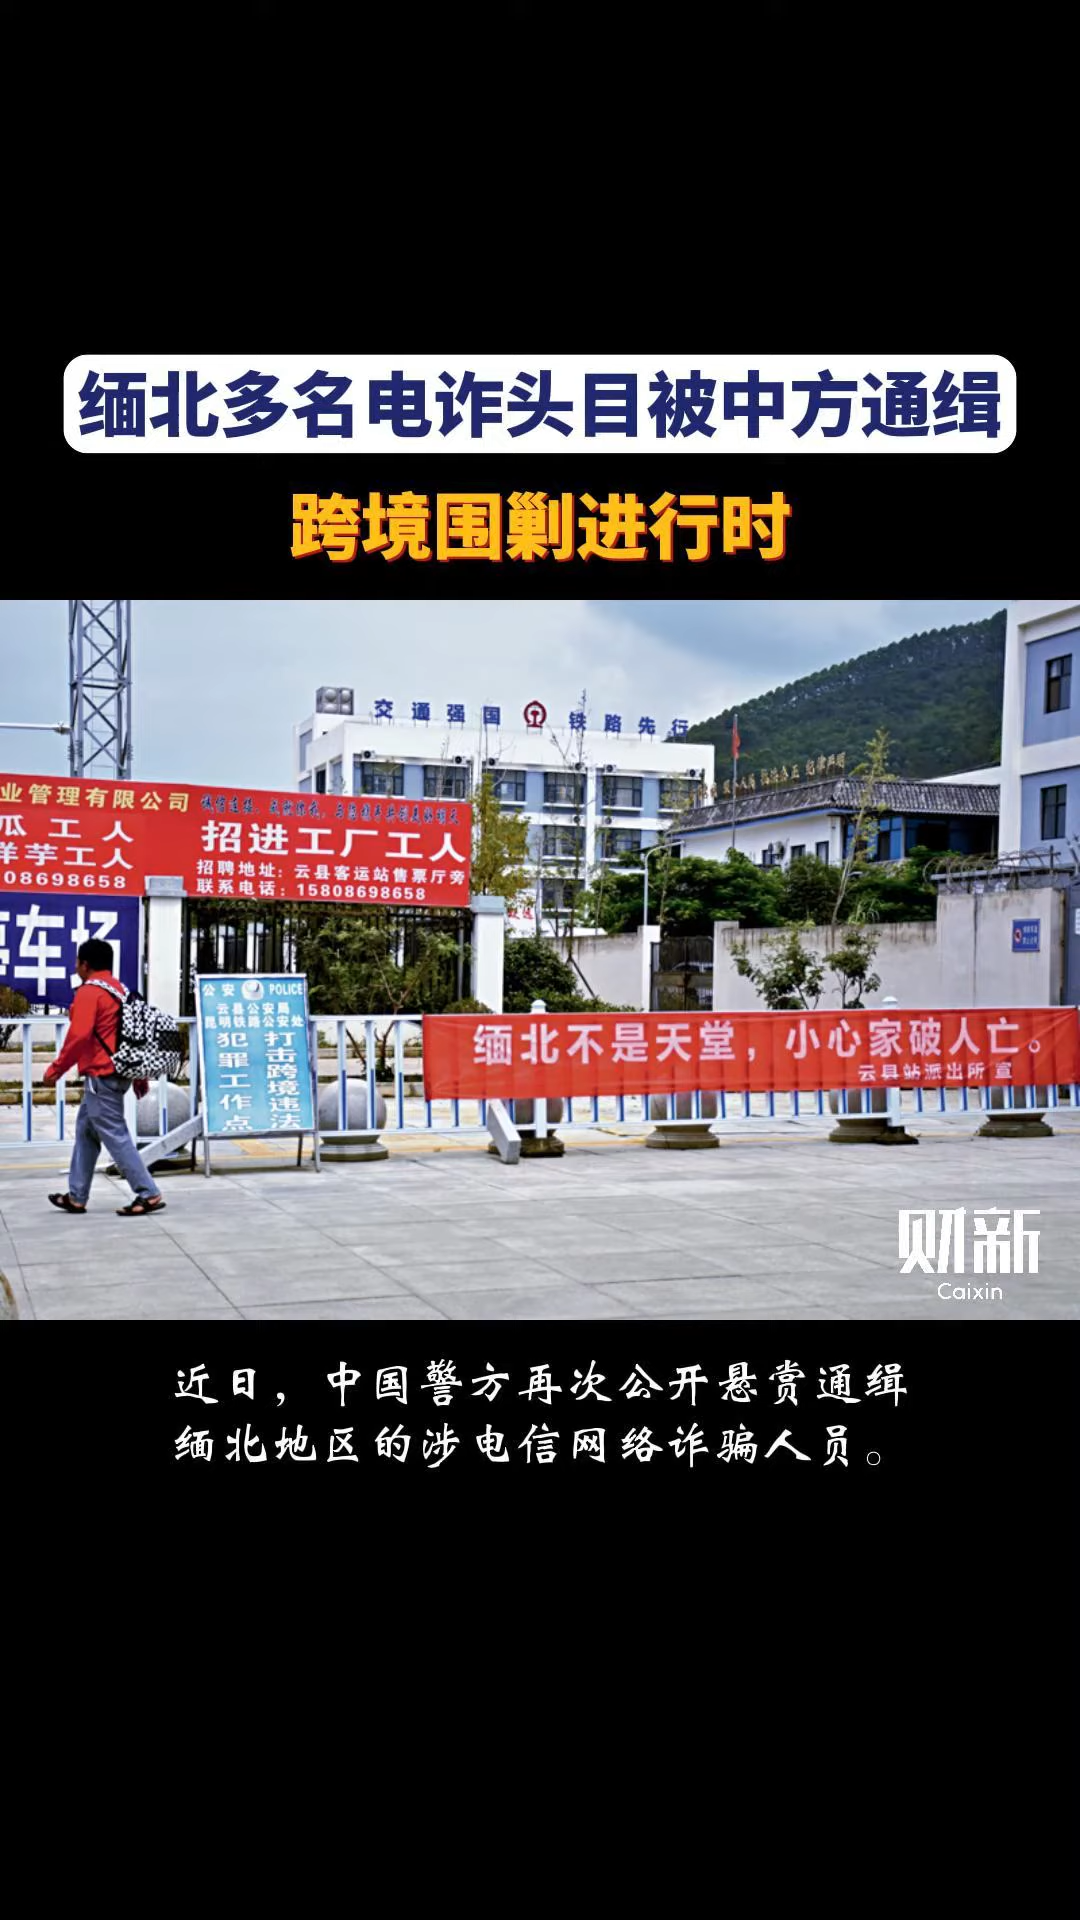 缅北多名电诈头目被中方通缉
跨境围剿进行时
交通强国 铁路先行
业管理有限公司
瓜工人
洋芋工人
08698658
招进工厂工人
招聘地址：云县客运站售票厅旁
联系电话：15808698658
停车场
公安 POLICE
云县公安局
昆明铁路公安处
打击跨境违法
犯罪工作点
缅北不是天堂，小心家破人亡。
云县站派出所 宣
财新
Caixin
近日，中国警方再次公开悬赏通缉
缅北地区的涉电信网络诈骗人员。